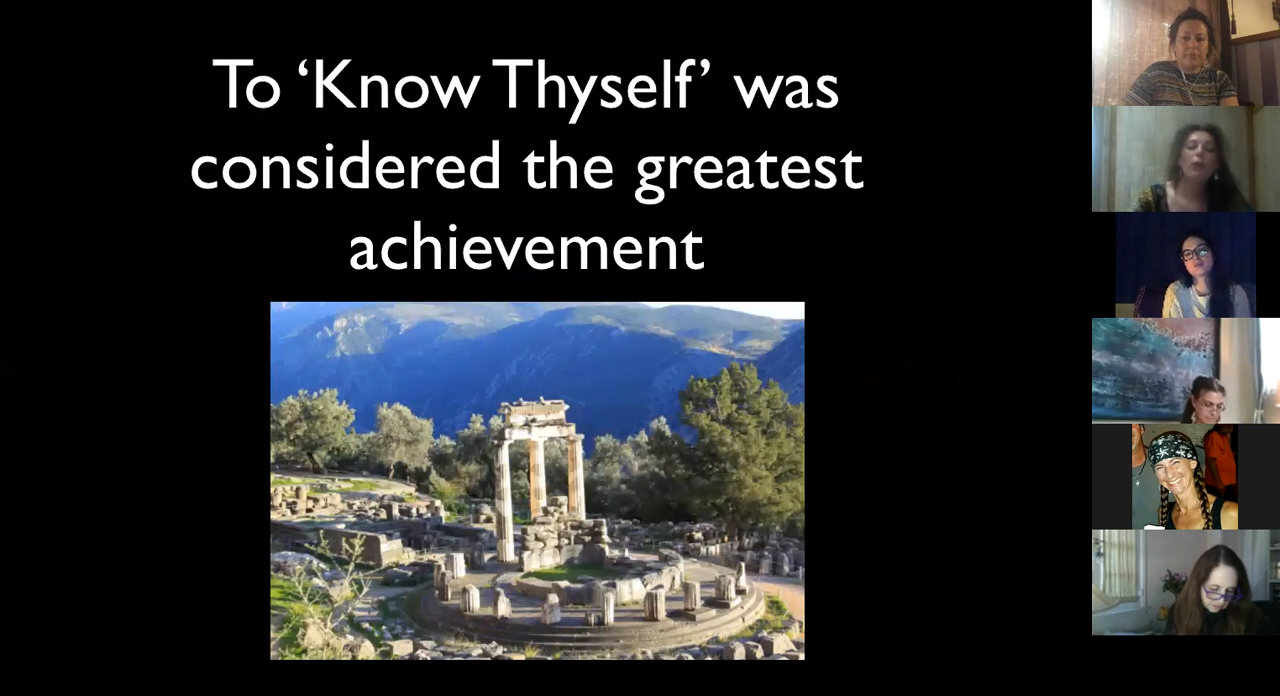 To ‘Know Thyself’ was
considered the greatest
achievement